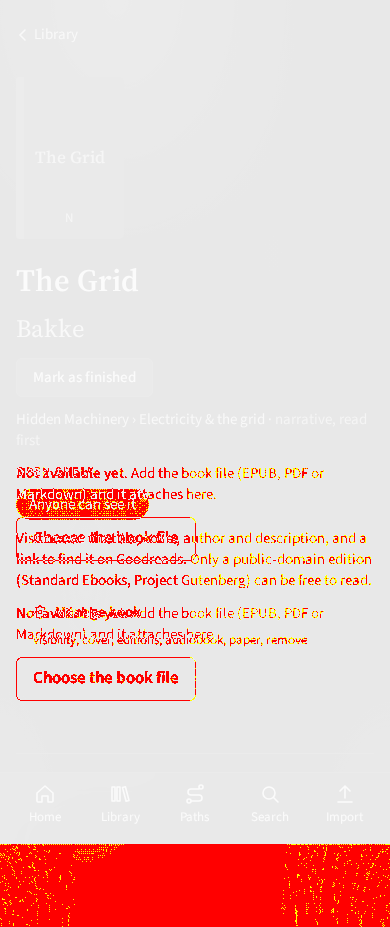 Library
The Grid
N
The Grid
Bakke
Mark as finished
Hidden Machinery › Electricity & the grid · narrative, read
first
Not available yet. Add the book file (EPUB, PDF or
Markdown) and it attaches here.
Anyone can see it
Choose the book file
author and description, and a
link to find it on Goodreads. Only a public-domain edition
(Standard Ebooks, Project Gutenberg) can be free to read.
Not available yet. Add the book file (EPUB, PDF or
Markdown) and it attaches here.
visibility, cover, editions, audiobook, paper, remove
Choose the book file
Home
Library
Paths
Search
Import